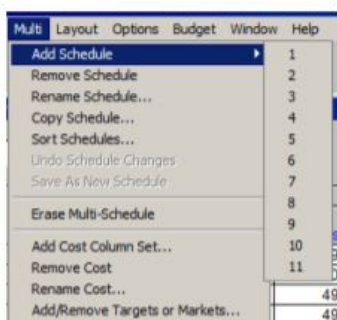 Multi Layout Options Budget Window Help
Add Schedule
Remove Schedule
Rename Schedule...
Copy Schedule...
Sort Schedules...
Undo Schedule Changes
Save As New Schedule
Erase Multi-Schedule
Add Cost Column Set...
Remove Cost
Rename Cost...
Add/Remove Targets or Markets...
1
2
3
4
5
6
7
8
9
10
11
49
49